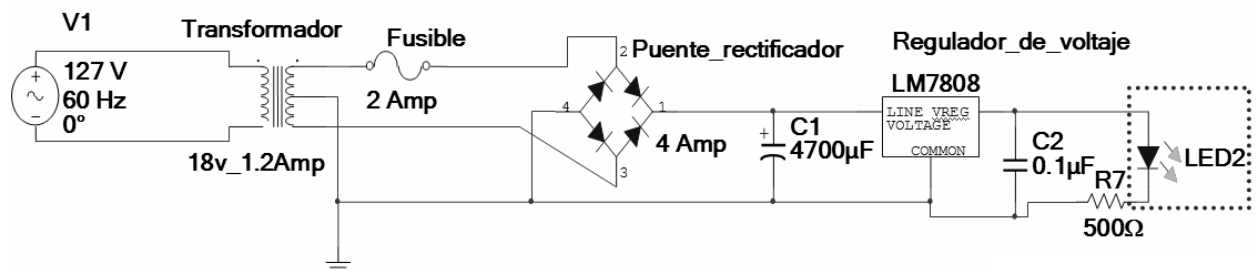 V1
127 V
60 Hz
0°
Transformador
18v_1.2Amp
Fusible
2 Amp
Puente_rectificador
2
4
1
3
4 Amp
C1
4700µF
Regulador_de_voltaje
LM7808
LINE VREG
VOLTAGE
COMMON
C2
0.1µF
R7
500Ω
LED2